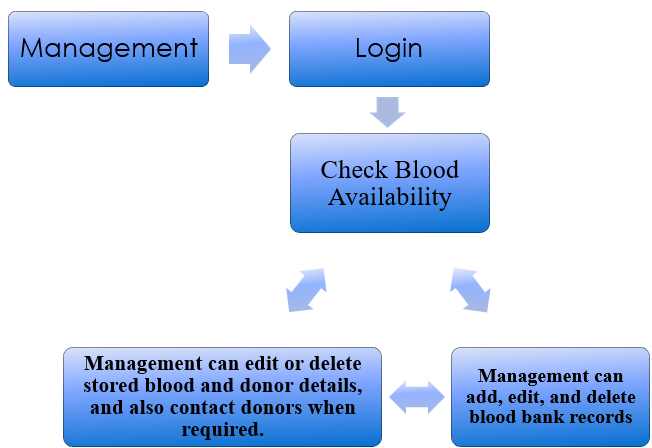 Management
Login
Check Blood
Availability
Management can edit or delete
stored blood and donor details,
and also contact donors when
required.
Management can
add, edit, and delete
blood bank records